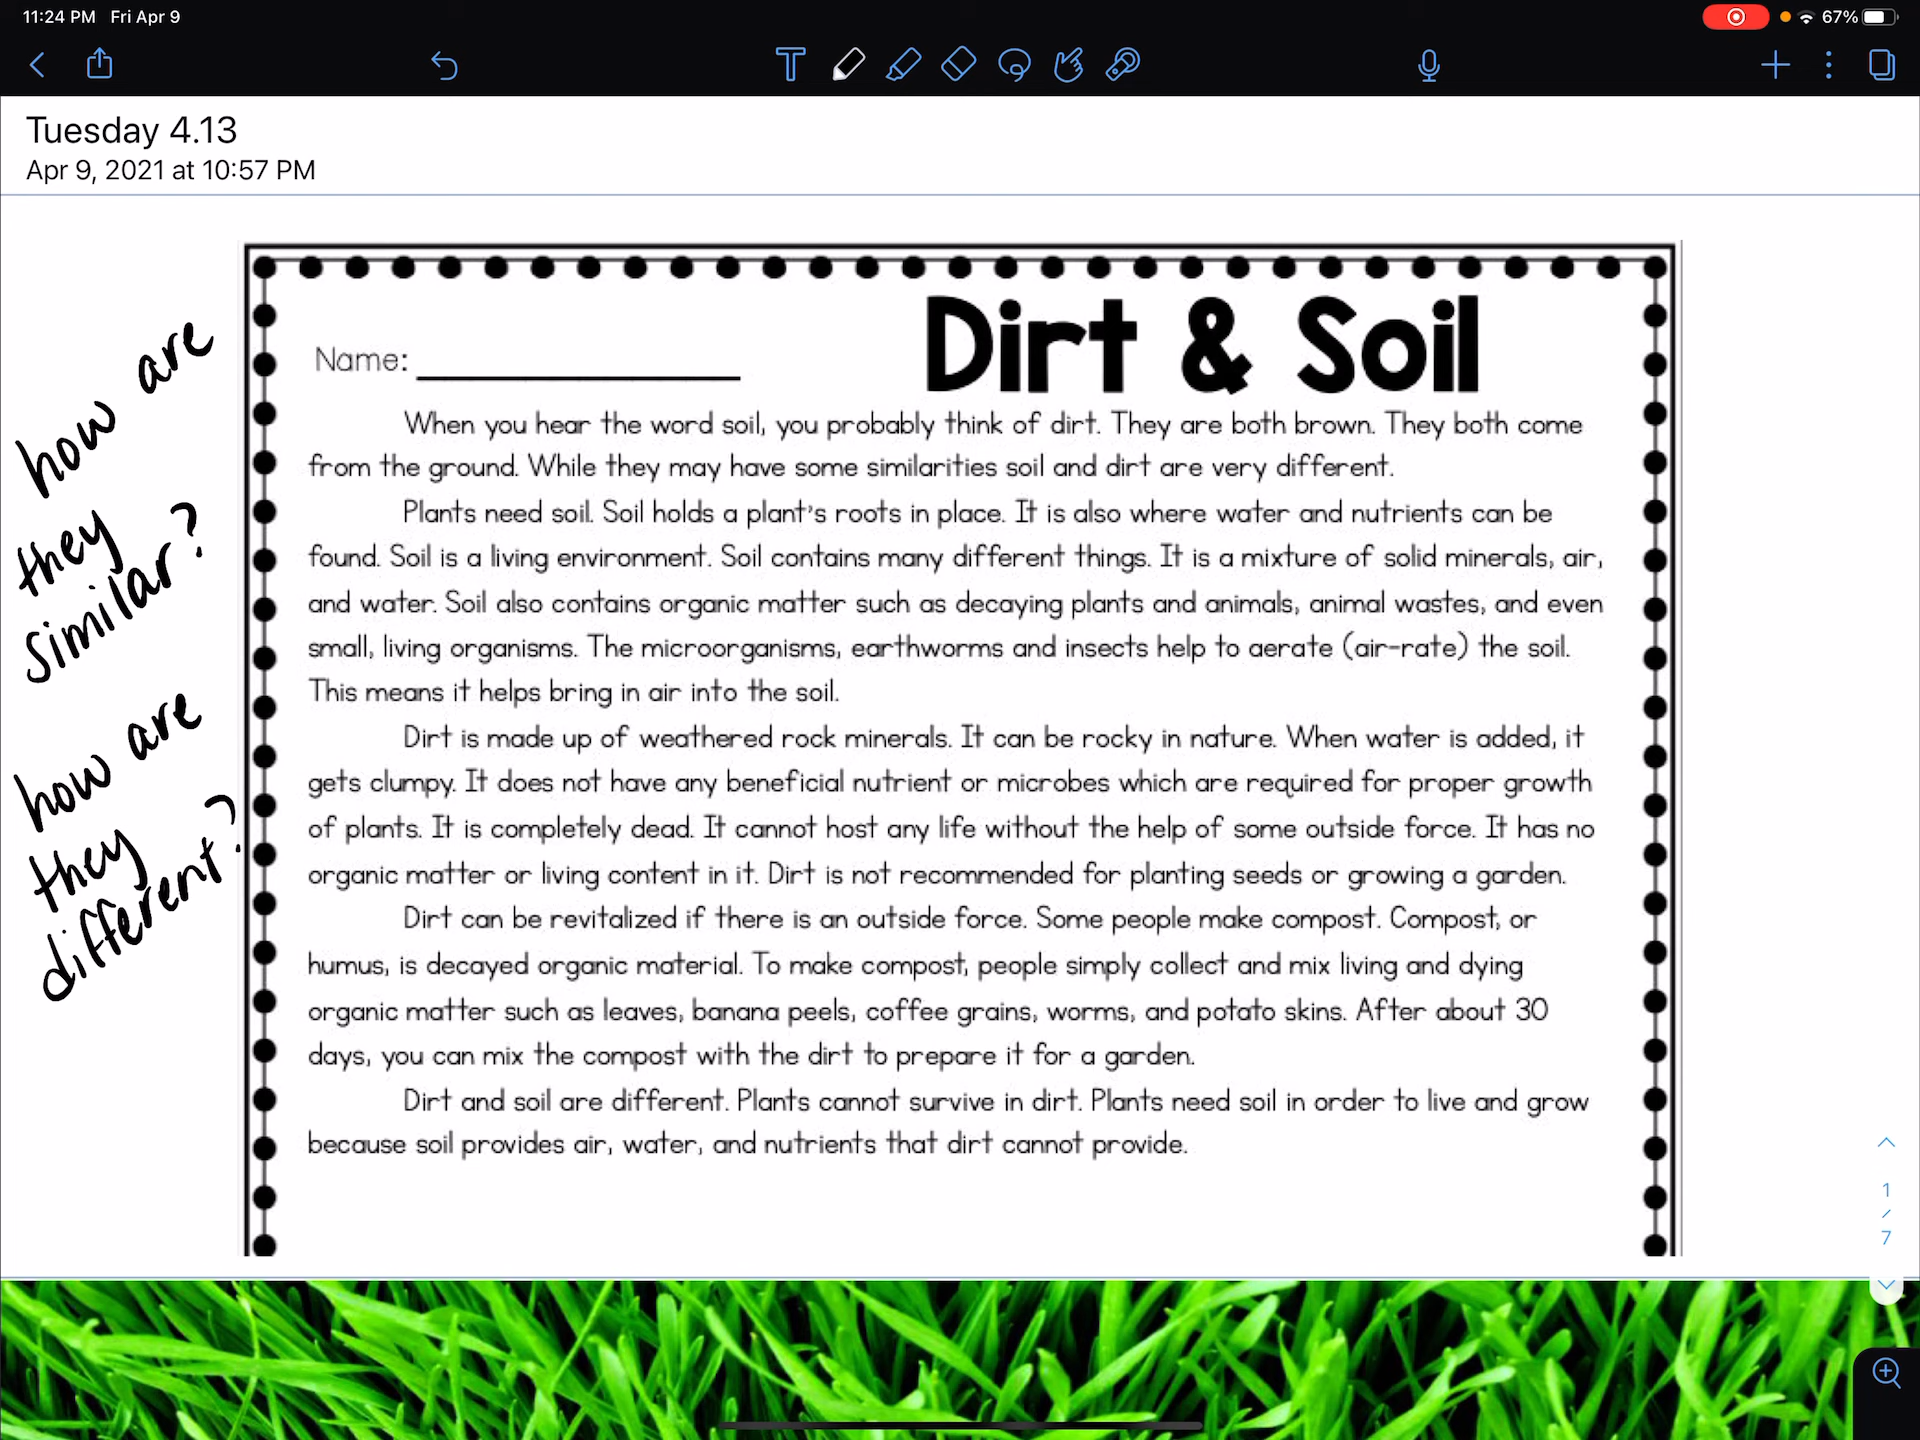 11:24 PM Fri Apr 9
67%
Tuesday 4.13
Apr 9, 2021 at 10:57 PM
how are
they
similar?
how are
they
different?
Name:
Dirt & Soil
When you hear the word soil, you probably think of dirt. They are both brown. They both come
from the ground. While they may have some similarities soil and dirt are very different.
Plants need soil. Soil holds a plant's roots in place. It is also where water and nutrients can be
found. Soil is a living environment. Soil contains many different things. It is a mixture of solid minerals, air,
and water. Soil also contains organic matter such as decaying plants and animals, animal wastes, and even
small, living organisms. The microorganisms, earthworms and insects help to aerate (air-rate) the soil.
This means it helps bring in air into the soil.
Dirt is made up of weathered rock minerals. It can be rocky in nature. When water is added, it
gets clumpy. It does not have any beneficial nutrient or microbes which are required for proper growth
of plants. It is completely dead. It cannot host any life without the help of some outside force. It has no
organic matter or living content in it. Dirt is not recommended for planting seeds or growing a garden.
Dirt can be revitalized if there is an outside force. Some people make compost. Compost, or
humus, is decayed organic material. To make compost, people simply collect and mix living and dying
organic matter such as leaves, banana peels, coffee grains, worms, and potato skins. After about 30
days, you can mix the compost with the dirt to prepare it for a garden.
Dirt and soil are different. Plants cannot survive in dirt. Plants need soil in order to live and grow
because soil provides air, water, and nutrients that dirt cannot provide.
1
/
7